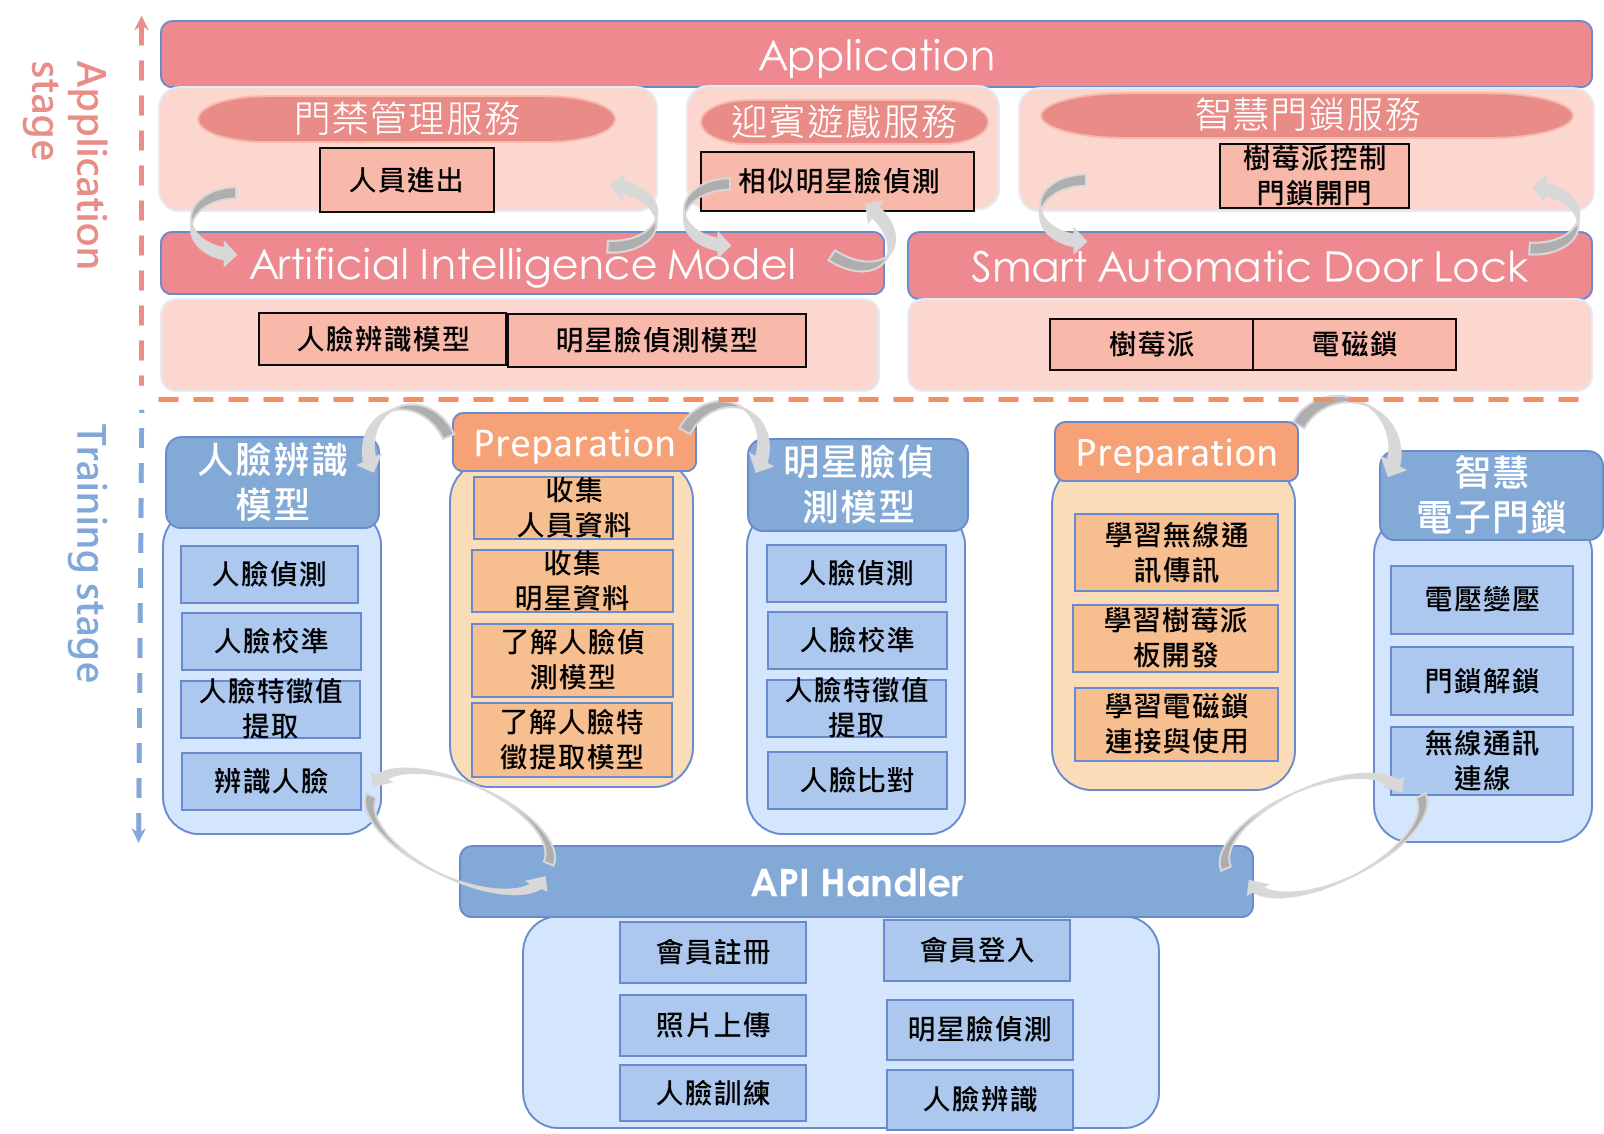 Application
stage
Application
門禁管理服務
人員進出
迎賓遊戲服務
相似明星臉偵測
智慧門鎖服務
樹莓派控制
門鎖開門
Artificial Intelligence Model
人臉辨識模型
明星臉偵測模型
Smart Automatic Door Lock
樹莓派
電磁鎖
Training stage
人臉辨識
模型
人臉偵測
人臉校準
人臉特徵值
提取
辨識人臉
Preparation
收集
人員資料
收集
明星資料
了解人臉偵
測模型
了解人臉特
徵提取模型
明星臉偵
測模型
人臉偵測
人臉校準
人臉特徵值
提取
人臉比對
Preparation
學習無線通
訊傳訊
學習樹莓派
板開發
學習電磁鎖
連接與使用
智慧
電子門鎖
電壓變壓
門鎖解鎖
無線通訊
連線
API Handler
會員註冊
照片上傳
人臉訓練
會員登入
明星臉偵測
人臉辨識